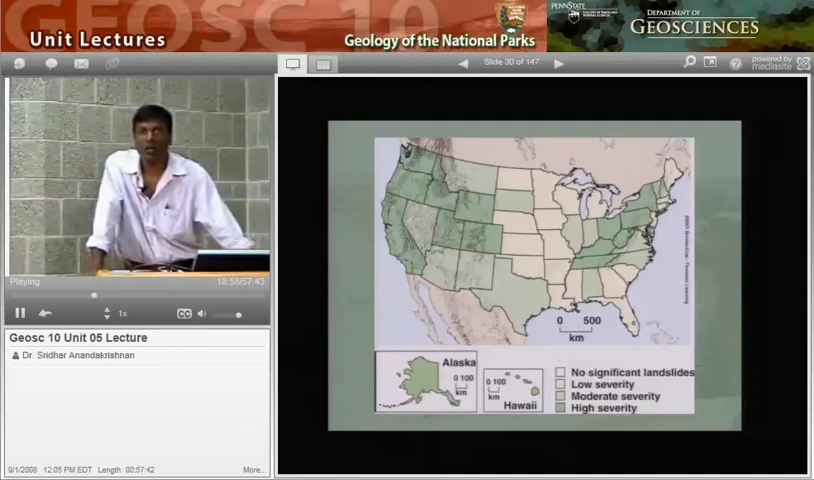 GEOSC 10
Unit Lectures
Geology of the National Parks
PENNSTATE
DEPARTMENT OF
GEOSCIENCES
Slide 30 of 147
powered by
mediasite
Playing
18:58/57:43
1x
CC
Geosc 10 Unit 05 Lecture
Dr. Sridhar Anandakrishnan
9/1/2008 12:05 PM EDT Length: 00:57:42
More..
0 500
km
Alaska
0 100
km
0 100
km
Hawaii
No significant landslides
Low severity
Moderate severity
High severity